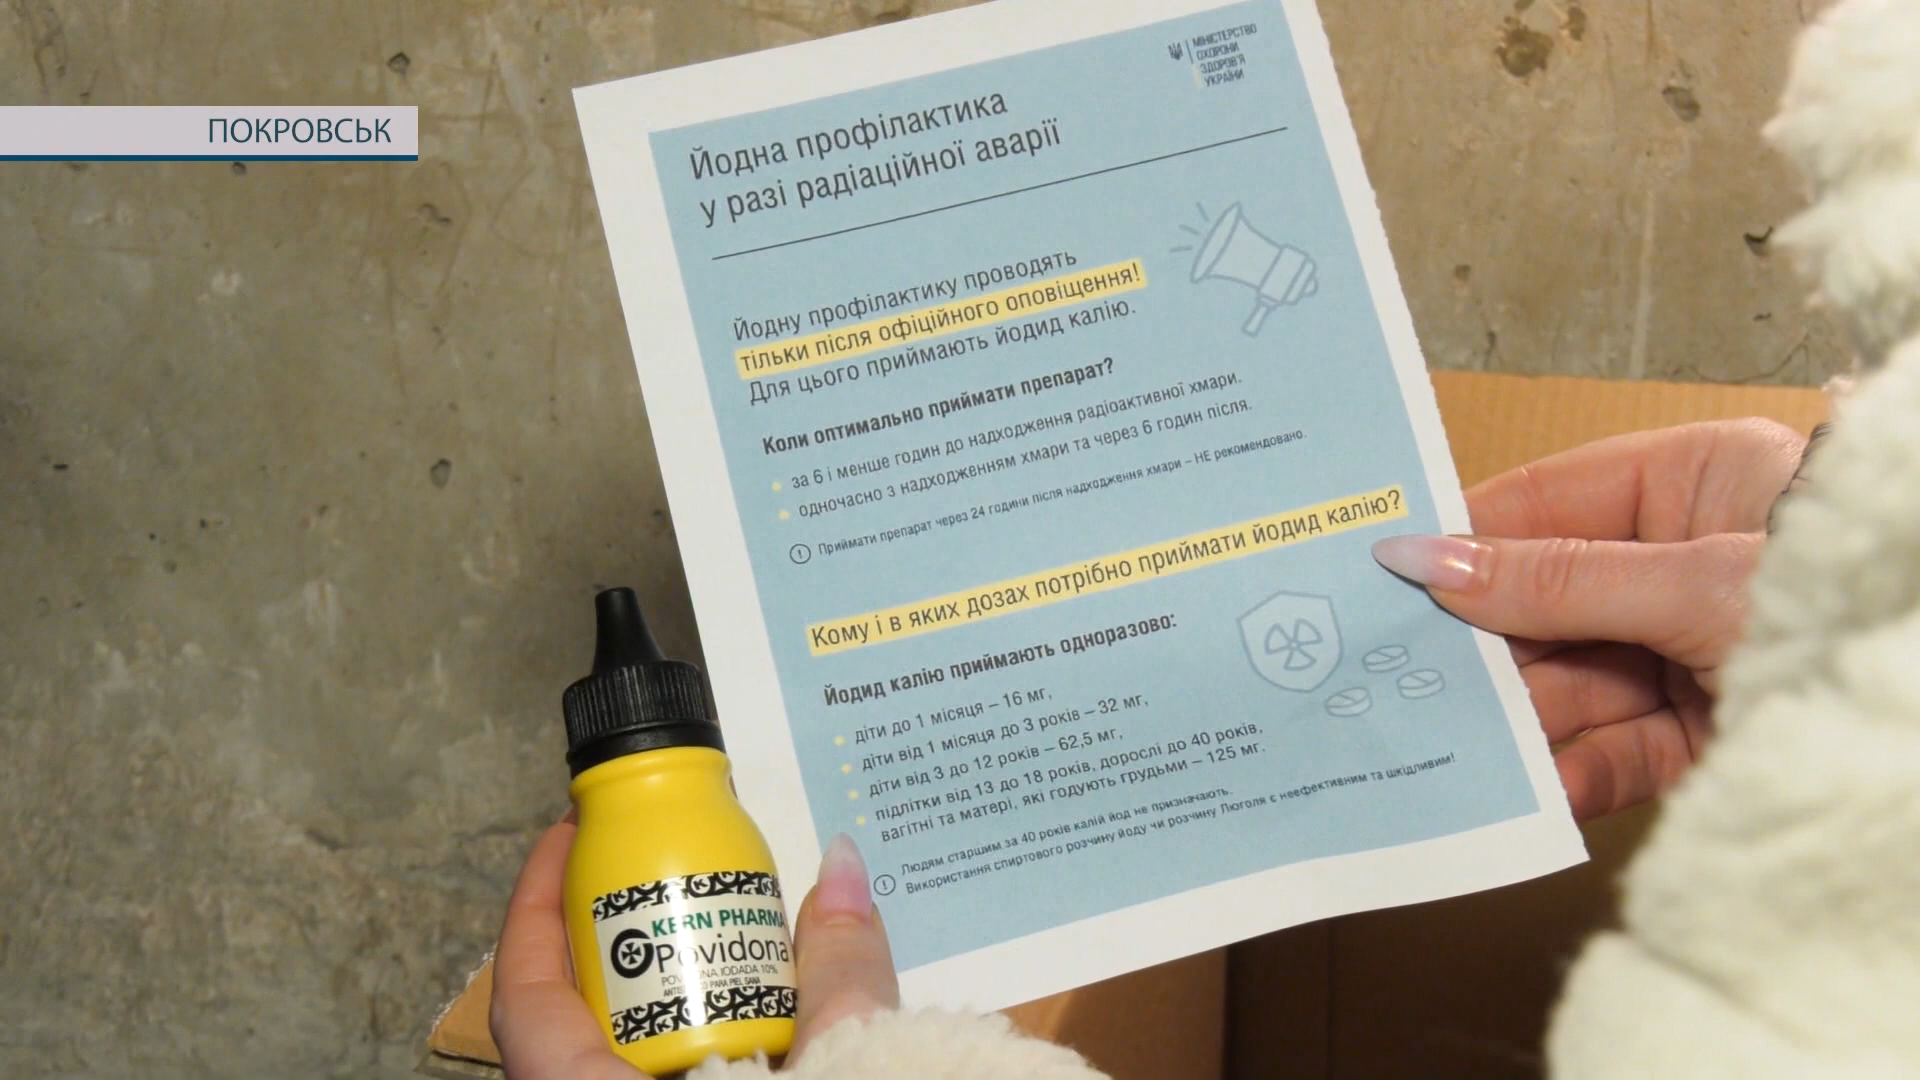 ПОКРОВСЬК
МІНІСТЕРСТВО
ОХОРОНИ
ЗДОРОВ'Я
УКРАЇНИ
Йодна профілактика
у разі радіаційної аварії
Йодну профілактику проводять
тільки після офіційного оповіщення!
Для цього приймають йодид калію.
Коли оптимально приймати препарат?
за 6 і менше годин до надходження радіоактивної хмари.
одночасно з надходженням хмари та через 6 годин після.
Приймати препарат через 24 години після надходження хмари – НЕ рекомендовано.
Кому і в яких дозах потрібно приймати йодид калію?
Йодид калію приймають одноразово:
діти до 1 місяця – 16 мг,
діти від 1 місяця до 3 років – 32 мг,
діти від 3 до 12 років – 62,5 мг,
підлітки від 13 до 18 років, дорослі до 40 років,
вагітні та матері, які годують грудьми – 125 мг.
Людям старшим за 40 років калій йод не призначають.
Використання спиртового розчину йоду чи розчину Люголя є неефективним та шкідливим!
KERN PHARMA
Povidona
IODADA 10%
PARA PIEL SANA